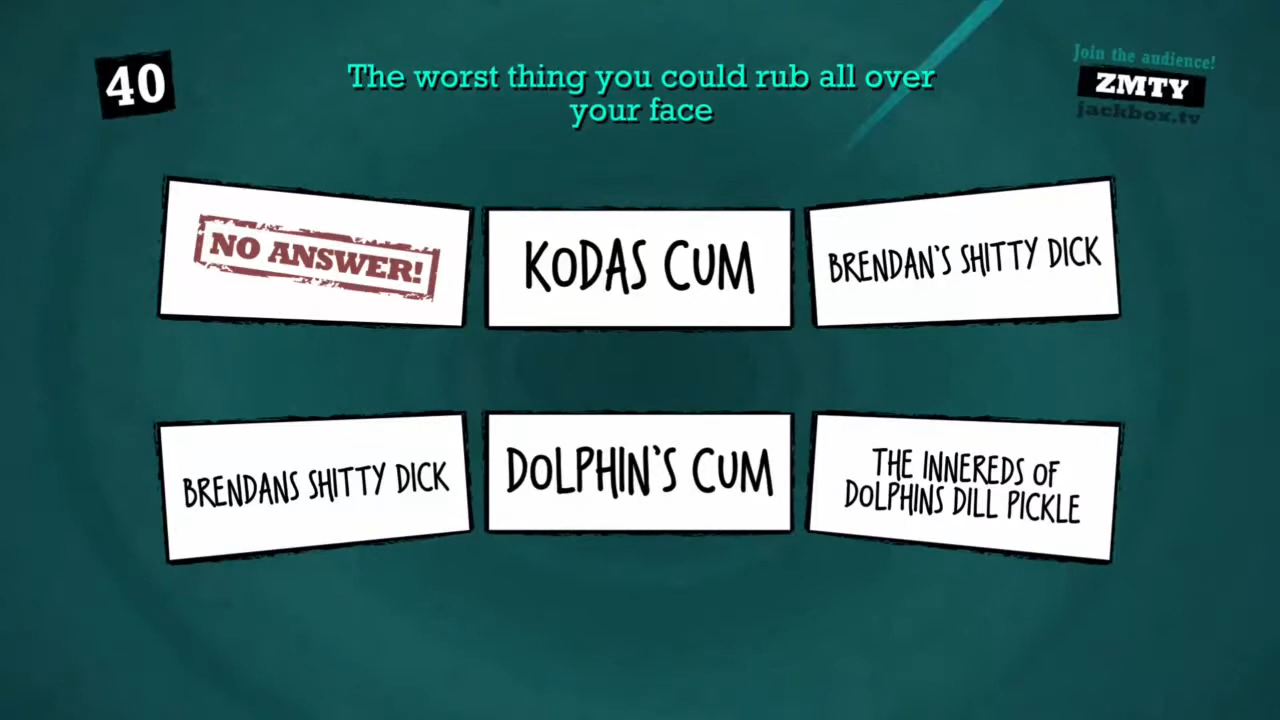 40
The worst thing you could rub all over
your face
Join the audience!
ZMTY
jackbox.tv
NO ANSWER!
KODAS CUM
BRENDAN'S SHITTY DICK
BRENDANS SHITTY DICK
DOLPHIN'S CUM
THE INNEREDS OF
DOLPHINS DILL PICKLE